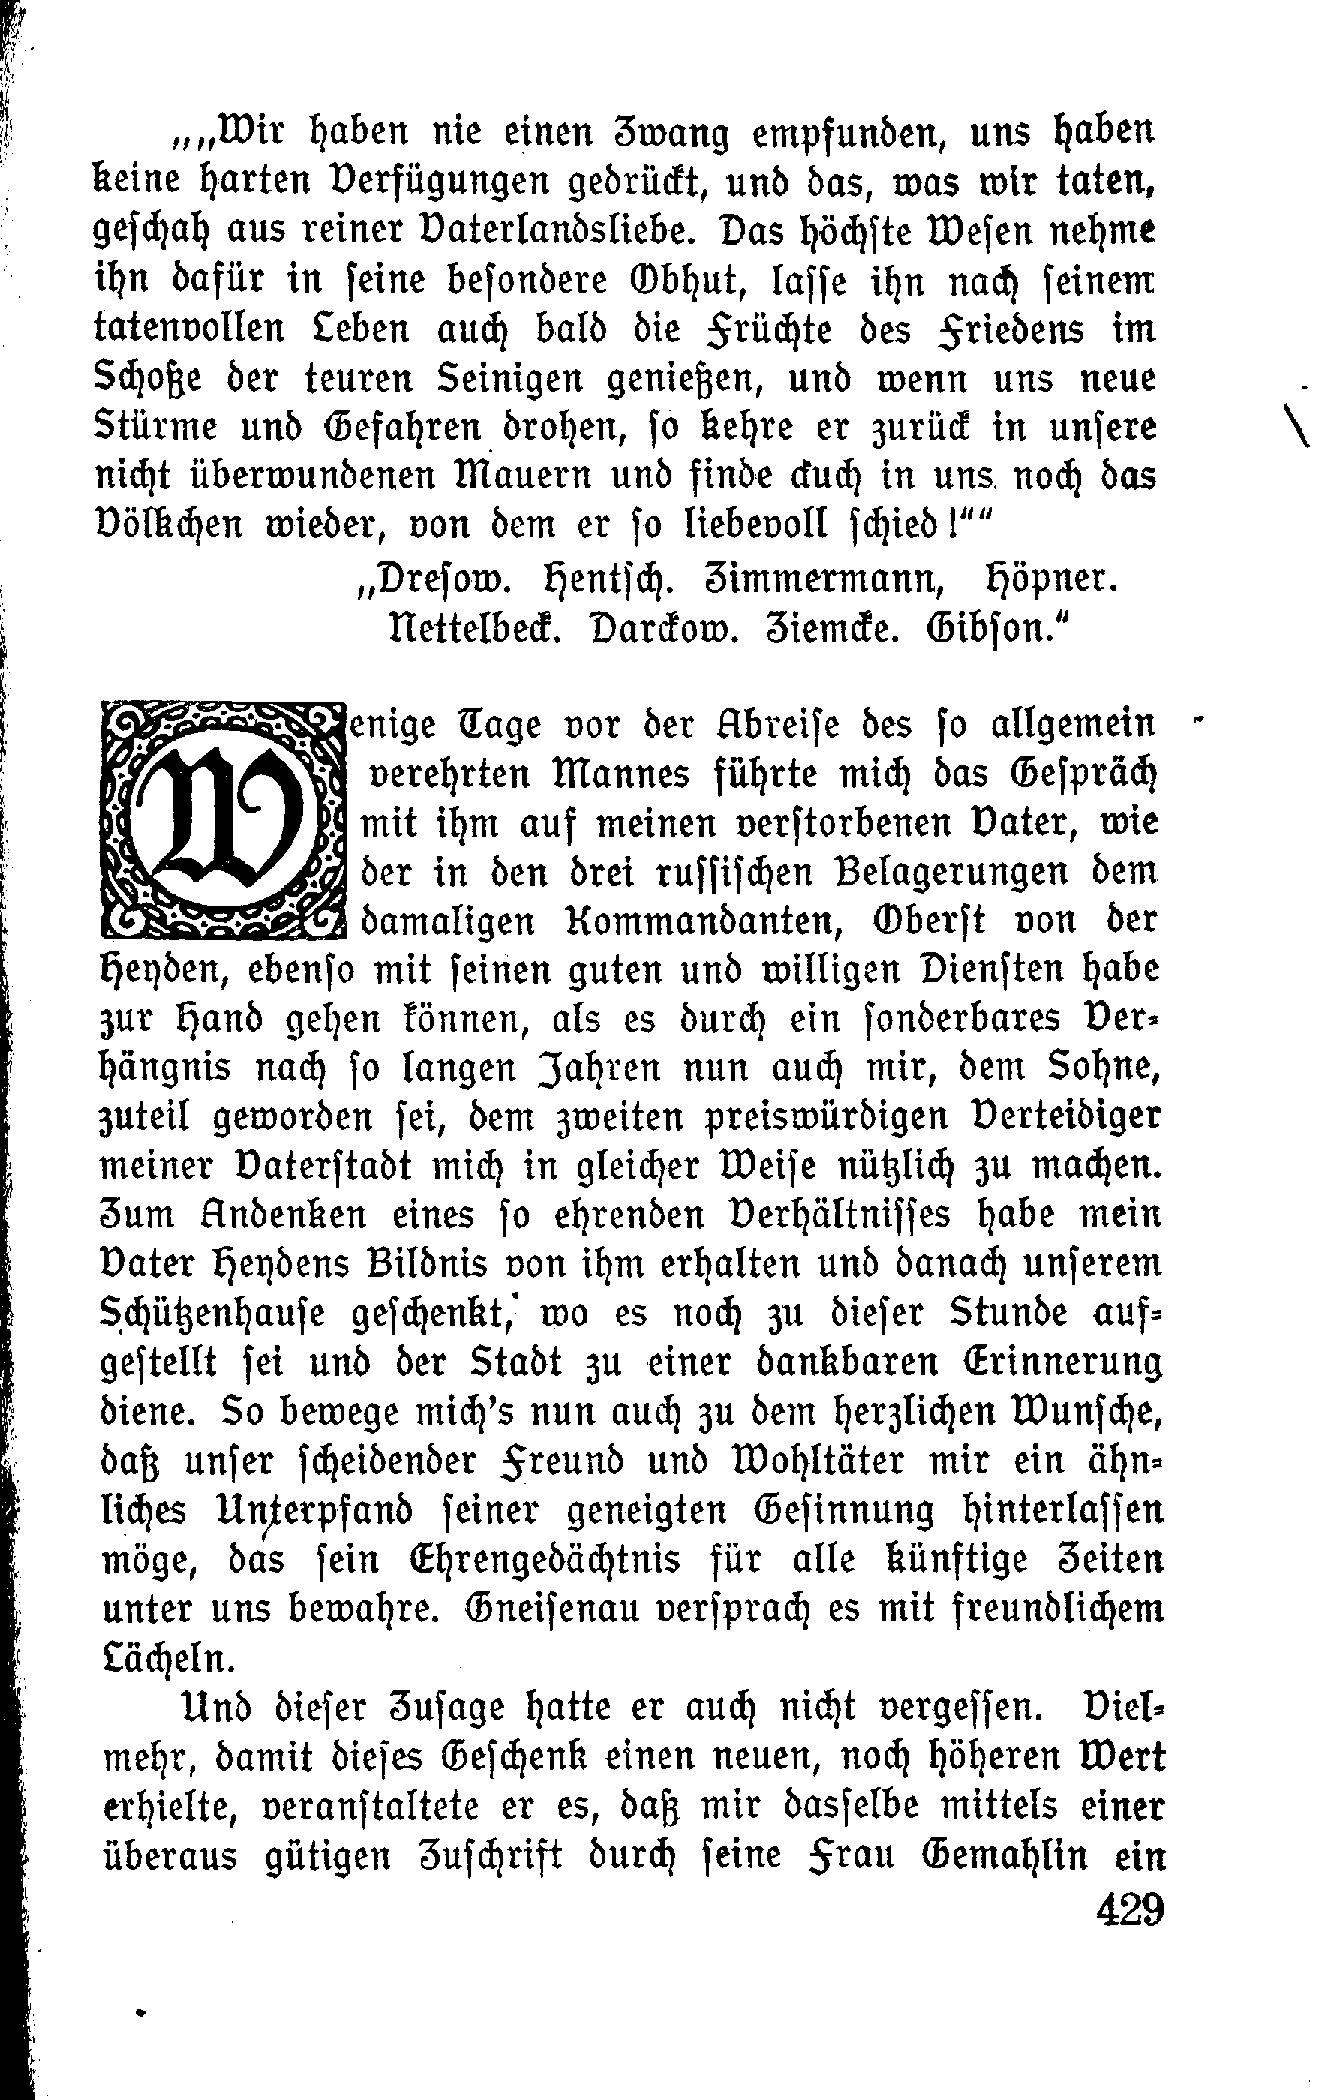 „„Wir haben nie einen Zwang empfunden, uns haben
keine harten Verfügungen gedrückt, und das, was wir taten,
geschah aus reiner Vaterlandsliebe. Das höchste Wesen nehme
ihn dafür in seine besondere Obhut, lasse ihn nach seinem
tatenvollen Leben auch bald die Früchte des Friedens im
Schoße der teuren Seinigen genießen, und wenn uns neue
Stürme und Gefahren drohen, so kehre er zurück in unsere
nicht überwundenen Mauern und finde auch in uns noch das
Völkchen wieder, von dem er so liebevoll schied!““
„Dresow. Hentsch. Zimmermann, Höpner.
Nettelbeck. Darckow. Ziemcke. Gibson.“
Wenige Tage vor der Abreise des so allgemein
verehrten Mannes führte mich das Gespräch
mit ihm auf meinen verstorbenen Vater, wie
der in den drei russischen Belagerungen dem
damaligen Kommandanten, Oberst von der
Heyden, ebenso mit seinen guten und willigen Diensten habe
zur Hand gehen können, als es durch ein sonderbares Ver-
hängnis nach so langen Jahren nun auch mir, dem Sohne,
zuteil geworden sei, dem zweiten preiswürdigen Verteidiger
meiner Vaterstadt mich in gleicher Weise nützlich zu machen.
Zum Andenken eines so ehrenden Verhältnisses habe mein
Vater Heydens Bildnis von ihm erhalten und danach unserem
Schützenhause geschenkt, wo es noch zu dieser Stunde auf-
gestellt sei und der Stadt zu einer dankbaren Erinnerung
diene. So bewege mich's nun auch zu dem herzlichen Wunsche,
daß unser scheidender Freund und Wohltäter mir ein ähn-
liches Unterpfand seiner geneigten Gesinnung hinterlassen
möge, das sein Ehrengedächtnis für alle künftige Zeiten
unter uns bewahre. Gneisenau versprach es mit freundlichem
Lächeln.
Und dieser Zusage hatte er auch nicht vergessen. Viel-
mehr, damit dieses Geschenk einen neuen, noch höheren Wert
erhielte, veranstaltete er es, daß mir dasselbe mittels einer
überaus gütigen Zuschrift durch seine Frau Gemahlin ein
429